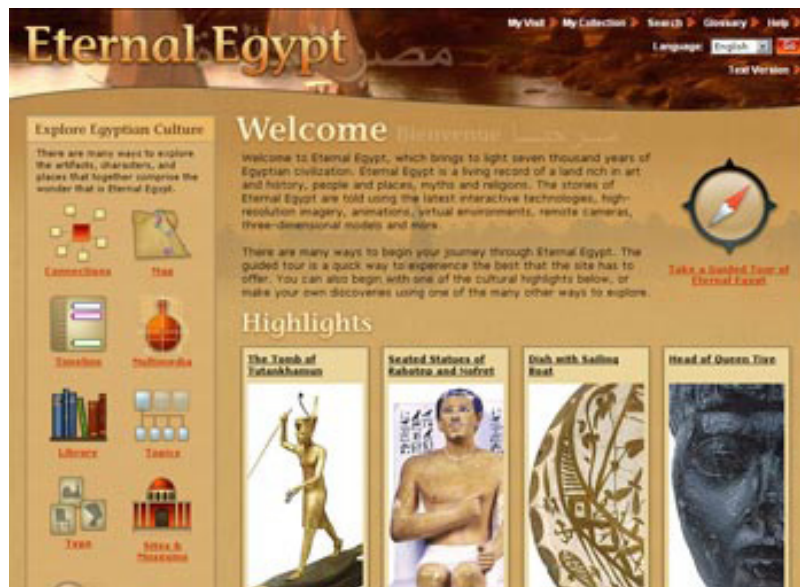 My Visit My Collection Search Glossary Help
Eternal Egypt
Language: English Go
Text Version
Explore Egyptian Culture
There are many ways to explore
the artifacts, characters, and
places that together comprise the
wonder that is Eternal Egypt.
Connections Map
Timeline Multimedia
Library Topics
Type Sites &
Museums
Welcome Bienvenue
Welcome to Eternal Egypt, which brings to light seven thousand years of
Egyptian civilization. Eternal Egypt is a living record of a land rich in art
and history, people and places, myths and religions. The stories of
Eternal Egypt are told using the latest interactive technologies, high-
resolution imagery, animations, virtual environments, remote cameras,
three-dimensional models and more.
There are many ways to begin your journey through Eternal Egypt. The
guided tour is a quick way to experience the best that the site has to
offer. You can also begin with one of the cultural highlights below, or
make your own discoveries using one of the many other ways to explore.
Take a Guided Tour of
Eternal Egypt
Highlights
The Tomb of
Tutankhamun
Seated Statues of
Rahotep and Nofret
Dish with Sailing
Boat
Head of Queen Tiye